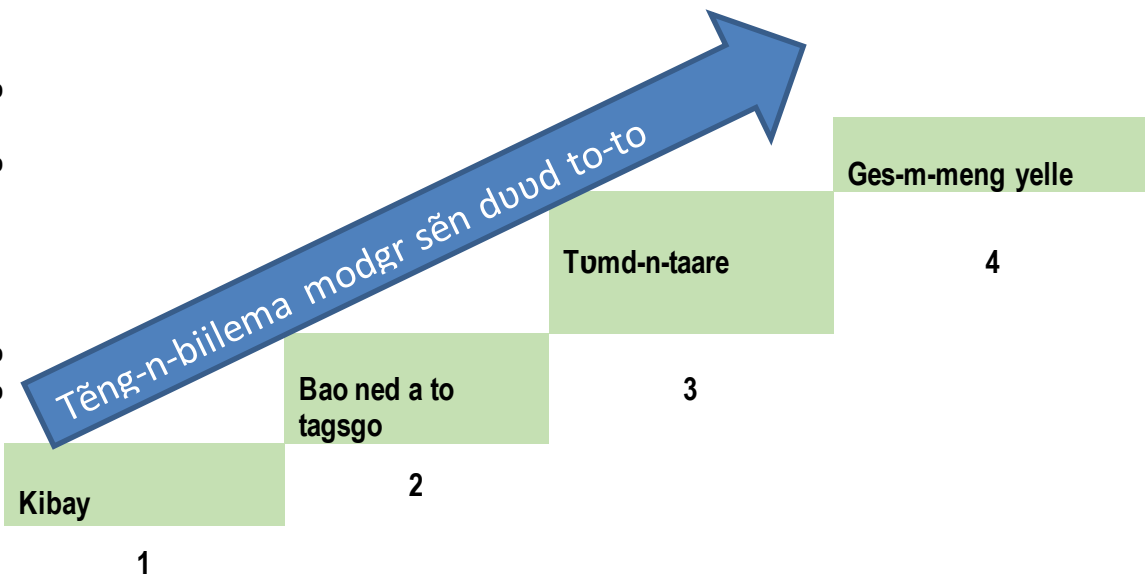 Tẽng-n-biilema modgr sẽn dʋʋd to-to
Ges-m-meng yelle
Tʋmd-n-taare
4
Bao ned a to
tagsgo
3
Kibay
2
1